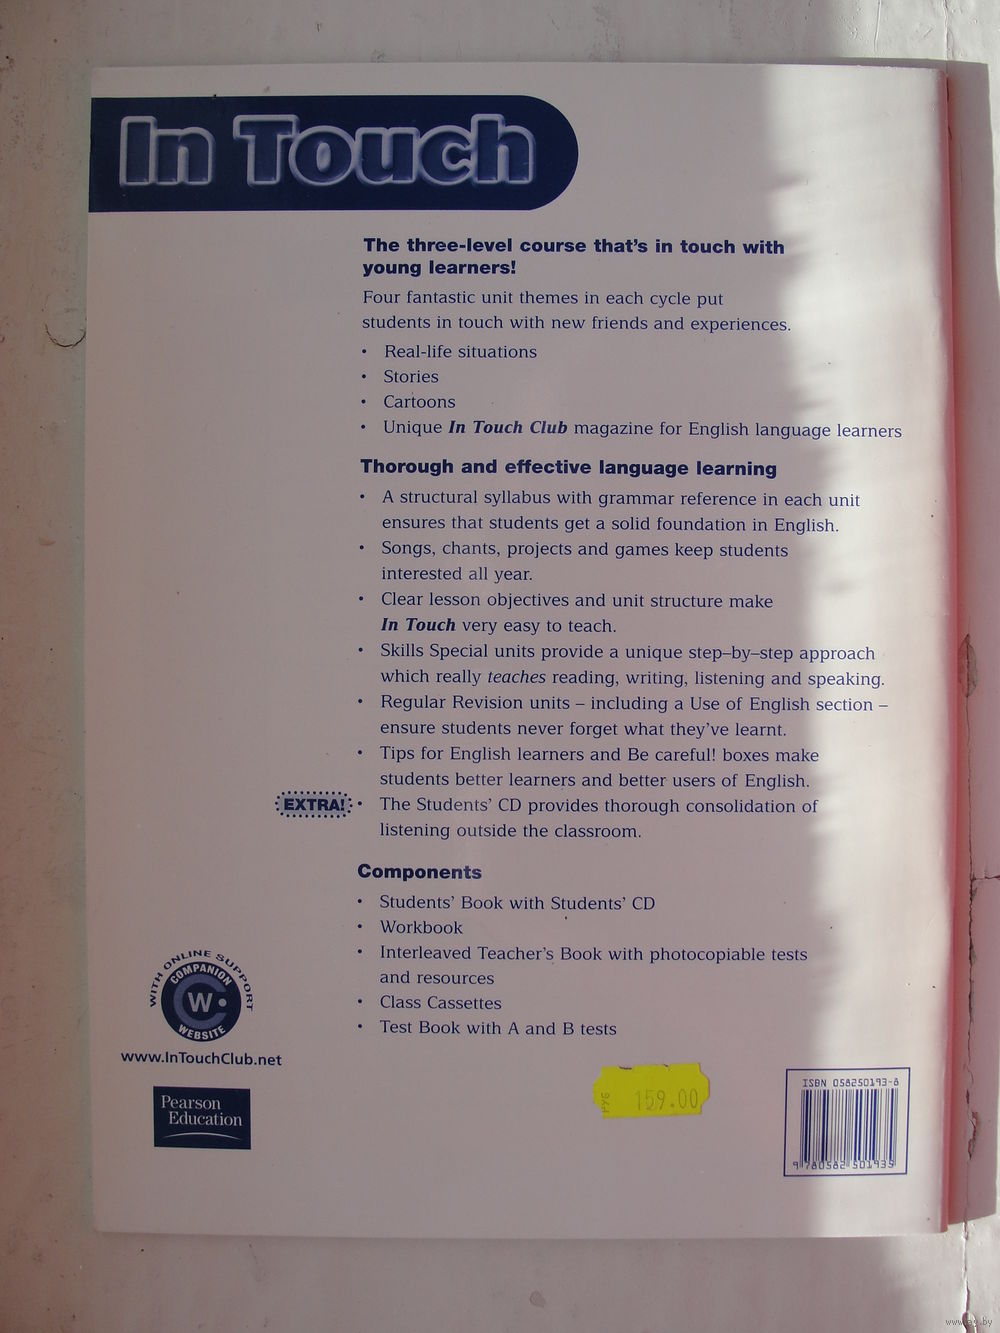 In Touch
The three-level course that's in touch with
young learners!
Four fantastic unit themes in each cycle put
students in touch with new friends and experiences.
• Real-life situations
• Stories
• Cartoons
• Unique In Touch Club magazine for English language learners
Thorough and effective language learning
• A structural syllabus with grammar reference in each unit
ensures that students get a solid foundation in English.
• Songs, chants, projects and games keep students
interested all year.
• Clear lesson objectives and unit structure make
In Touch very easy to teach.
• Skills Special units provide a unique step–by–step approach
which really teaches reading, writing, listening and speaking.
• Regular Revision units – including a Use of English section –
ensure students never forget what they've learnt.
• Tips for English learners and Be careful! boxes make
students better learners and better users of English.
EXTRA! • The Students' CD provides thorough consolidation of
listening outside the classroom.
Components
• Students' Book with Students' CD
• Workbook
• Interleaved Teacher's Book with photocopiable tests
and resources
• Class Cassettes
• Test Book with A and B tests
WITH ONLINE SUPPORT
COMPANION
W
WEBSITE
www.InTouchClub.net
Pearson
Education
РУБ 159.00
ISBN 058250193-8
9 780582 501935